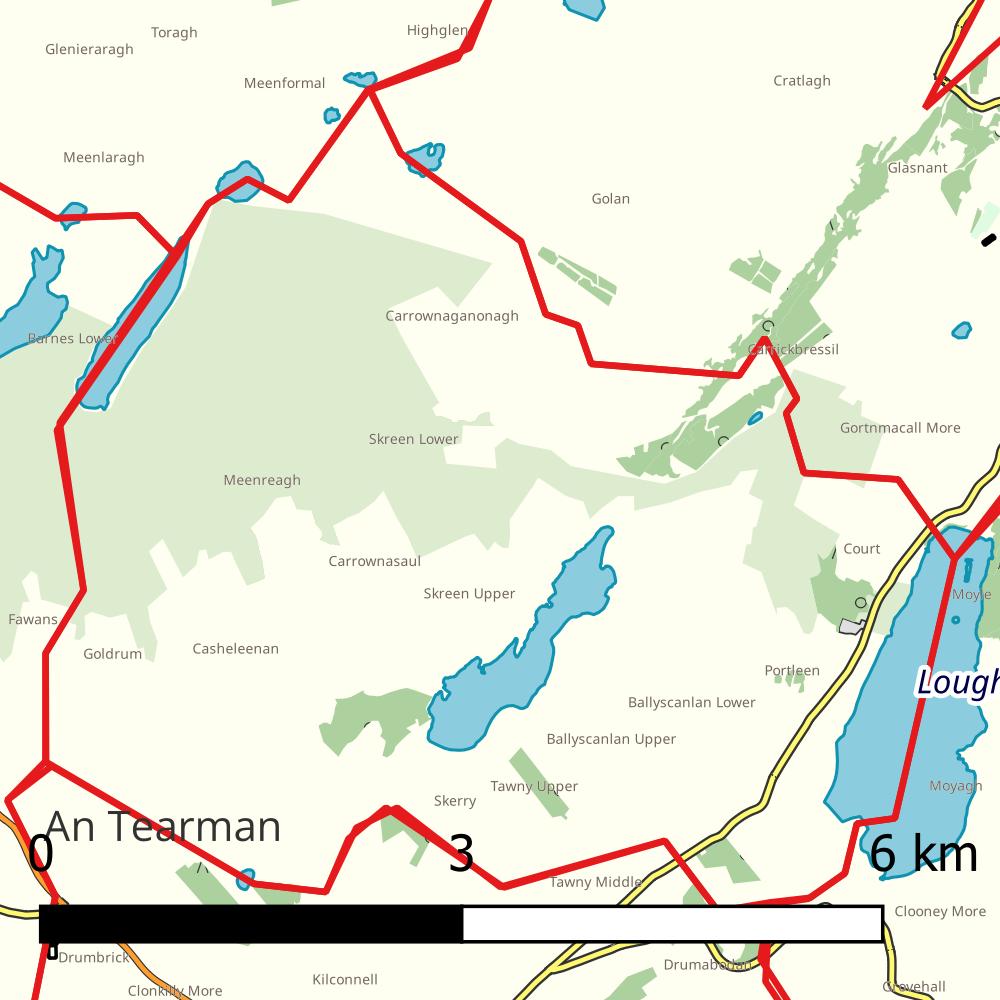 Highglen
Toragh
Glenieraragh
Meenformal
Cratlagh
Meenlaragh
Glasnant
Golan
Carrownaganonagh
Barnes Lower
Carrickbressil
Gortnmacall More
Skreen Lower
Meenreagh
Court
Carrownasaul
Skreen Upper
Moyle
Fawans
Casheleenan
Goldrum
Portleen
Lough
Ballyscanlan Lower
Ballyscanlan Upper
Tawny Upper
Moyagh
Skerry
An Tearman
0 3 6 km
Tawny Middle
Clooney More
Drumbrick
Drumabodan
Kilconnell
Clonkilly More
Crovehall